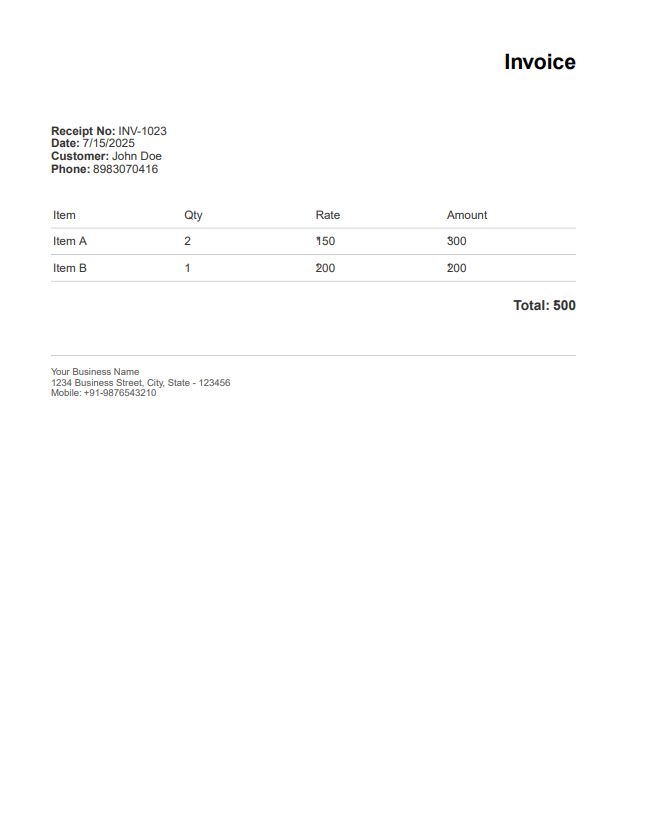 Invoice
Receipt No: INV-1023
Date: 7/15/2025
Customer: John Doe
Phone: 8983070416
Item Qty Rate Amount
Item A 2 150 300
Item B 1 200 200
Total: 500
Your Business Name
1234 Business Street, City, State - 123456
Mobile: +91-9876543210